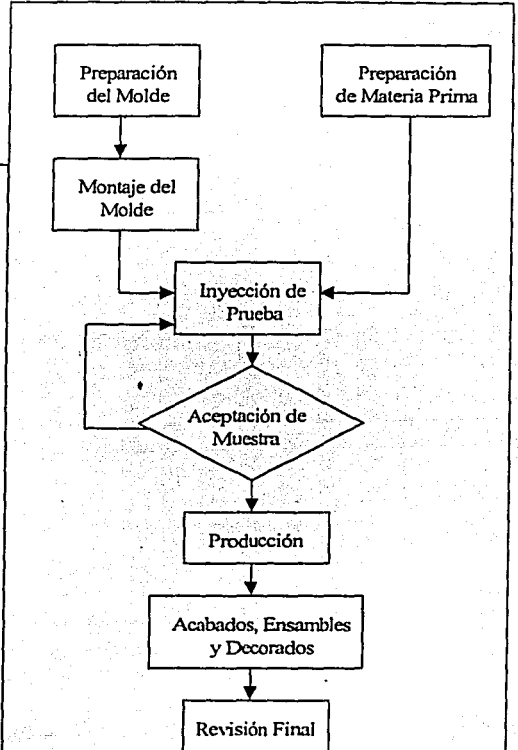 Preparación
del Molde
Preparación
de Materia Prima
Montaje del
Molde
Inyección de
Prueba
Aceptación de
Muestra
Producción
Acabados, Ensambles
y Decorados
Revisión Final